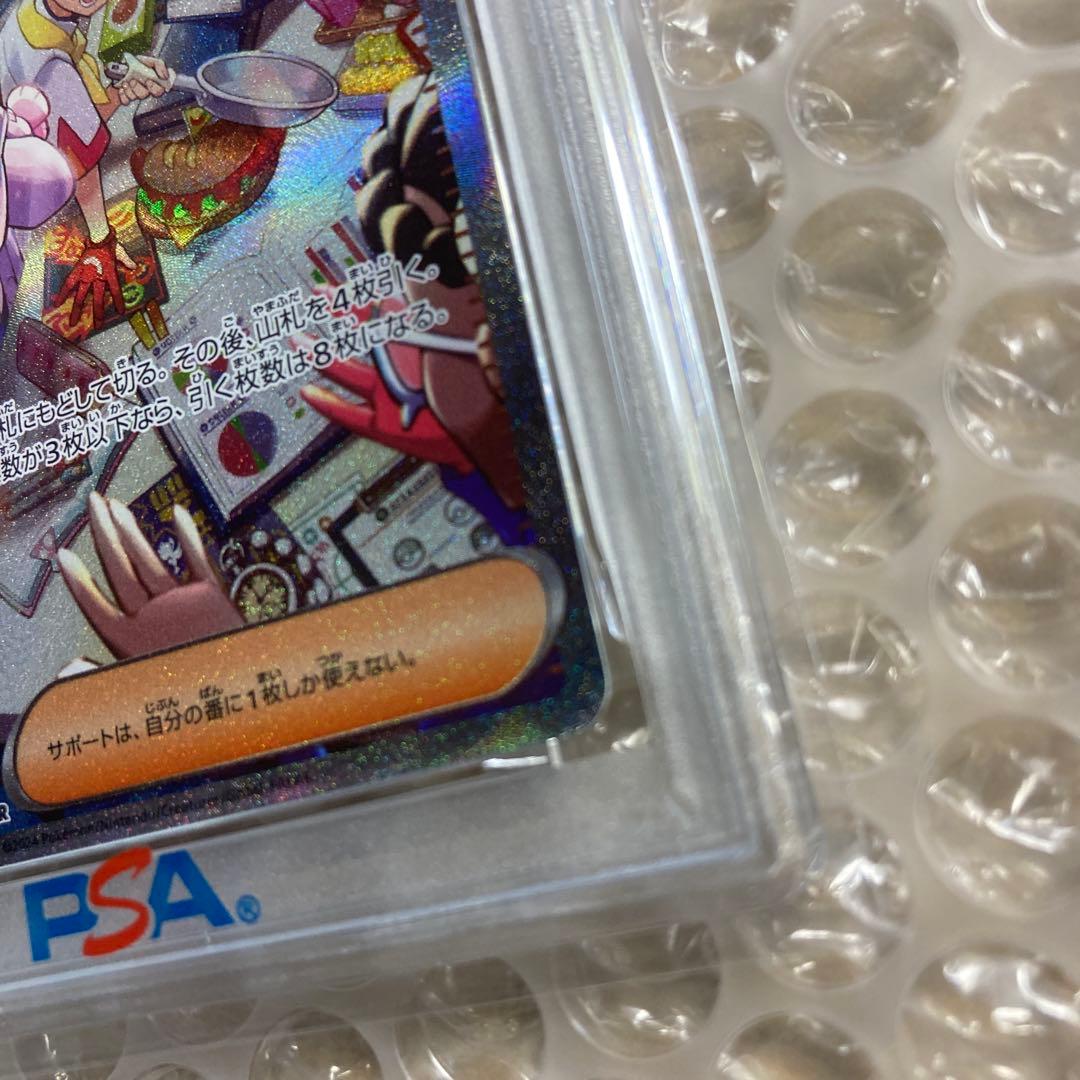 札にもどして切る。その後、山札を4枚引く。
数が3枚以下なら、引く枚数は8枚になる。
サポートは、自分の番に1枚しか使えない。
R
©2024 Pokémon/Nintendo/Creatures
PSA®